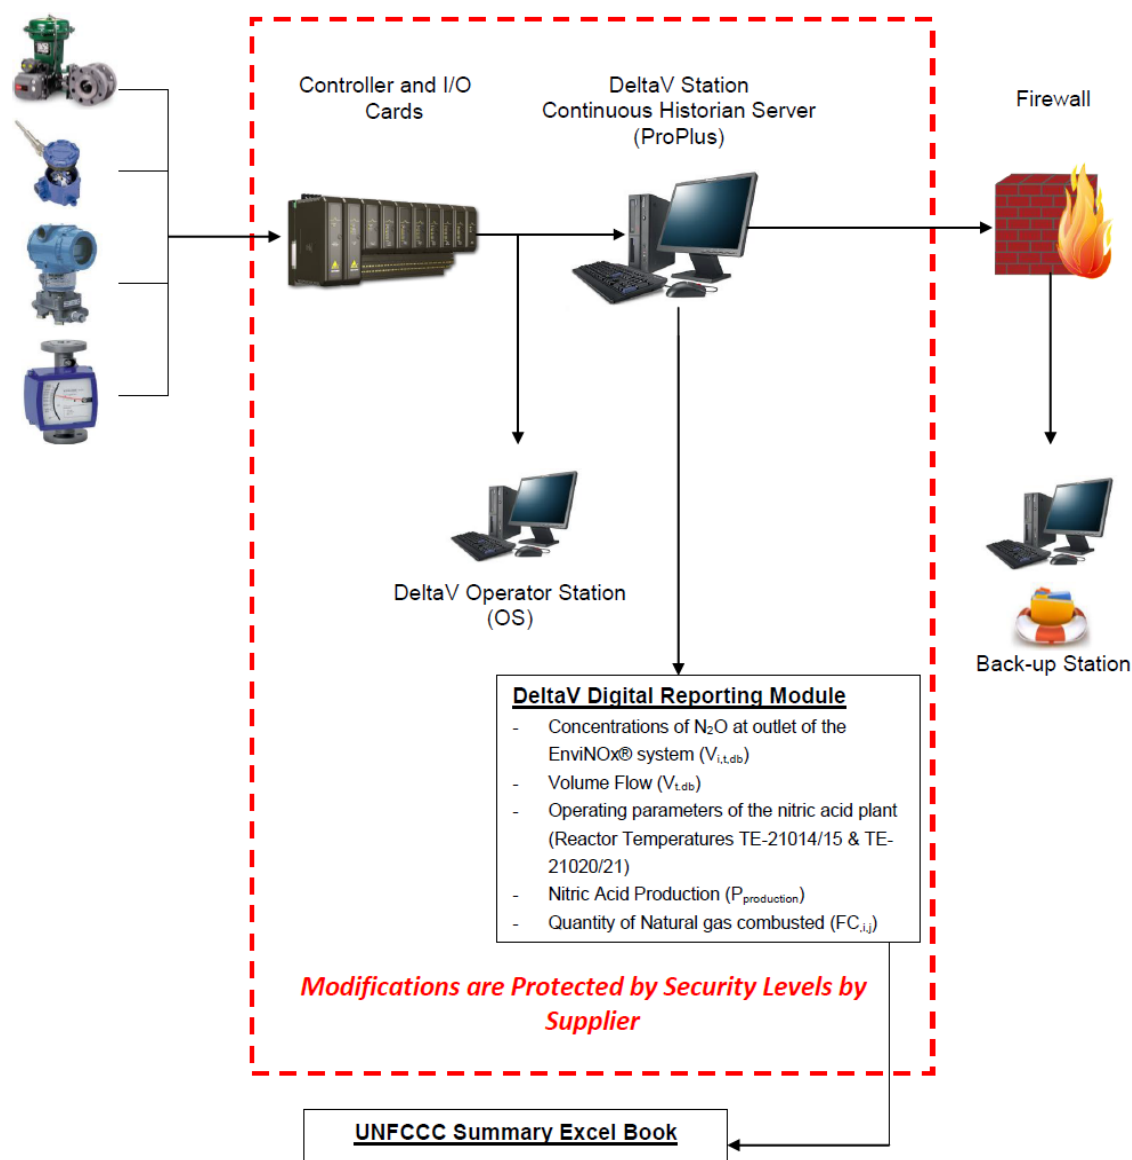 Controller and I/O
Cards
DeltaV Station
Continuous Historian Server
(ProPlus)
Firewall
DeltaV Operator Station
(OS)
Back-up Station
DeltaV Digital Reporting Module
- Concentrations of N₂O at outlet of the
EnviNOx® system (Vi,t,db)
- Volume Flow (Vt.db)
- Operating parameters of the nitric acid plant
(Reactor Temperatures TE-21014/15 & TE-
21020/21)
- Nitric Acid Production (Pproduction)
- Quantity of Natural gas combusted (FC,i,j)
Modifications are Protected by Security Levels by
Supplier
UNFCCC Summary Excel Book